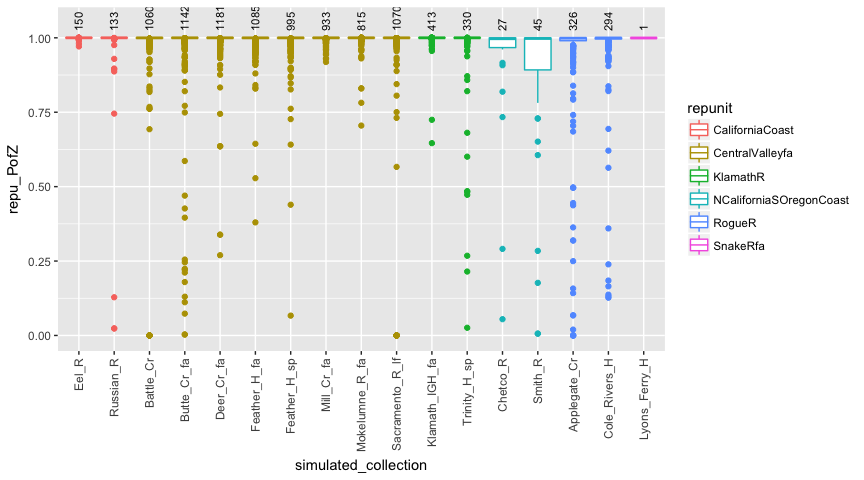 150 133 1060 1142 1181 1085 995 933 815 1070 413 330 27 45 326 294 1
1.00
0.75
0.50
0.25
0.00
repu_PofZ
Eel_R Russian_R Battle_Cr Butte_Cr_fa Deer_Cr_fa Feather_H_fa Feather_H_sp Mill_Cr_fa Mokelumne_R_fa Sacramento_R_lf Klamath_IGH_fa Trinity_H_sp Chetco_R Smith_R Applegate_Cr Cole_Rivers_H Lyons_Ferry_H
simulated_collection
repunit
CaliforniaCoast
CentralValleyfa
KlamathR
NCaliforniaSOregonCoast
RogueR
SnakeRfa